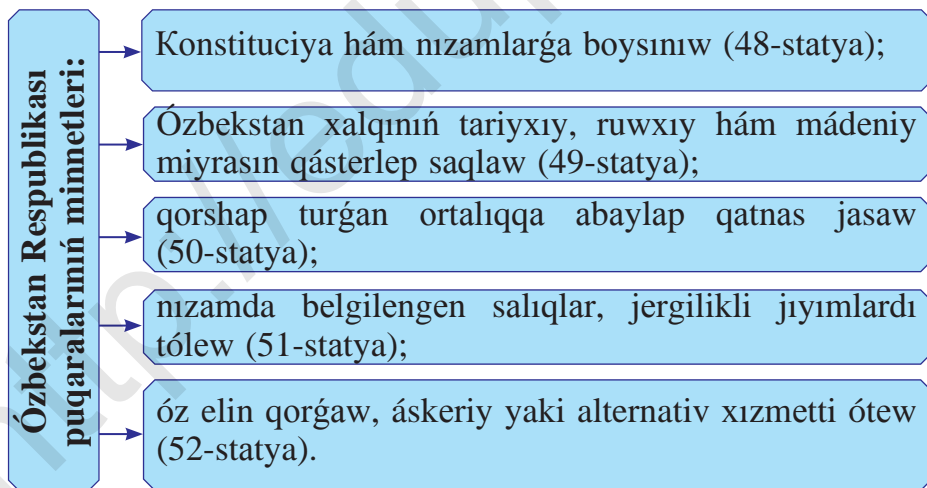 Ózbekstan Respublikası
puqaralarınıń minnetleri:
Konstituciya hám nızamlarǵa boysınıw (48-statya);
Ózbekstan xalqınıń tariyxıy, ruwxıy hám mádeniy
miyrasın qásterlep saqlaw (49-statya);
qorshap turǵan ortalıqqa abaylap qatnas jasaw
(50-statya);
nızamda belgilengen salıqlar, jergilikli jıyımlardı
tólew (51-statya);
óz elin qorǵaw, áskeriy yaki alternativ xızmetti ótew
(52-statya).